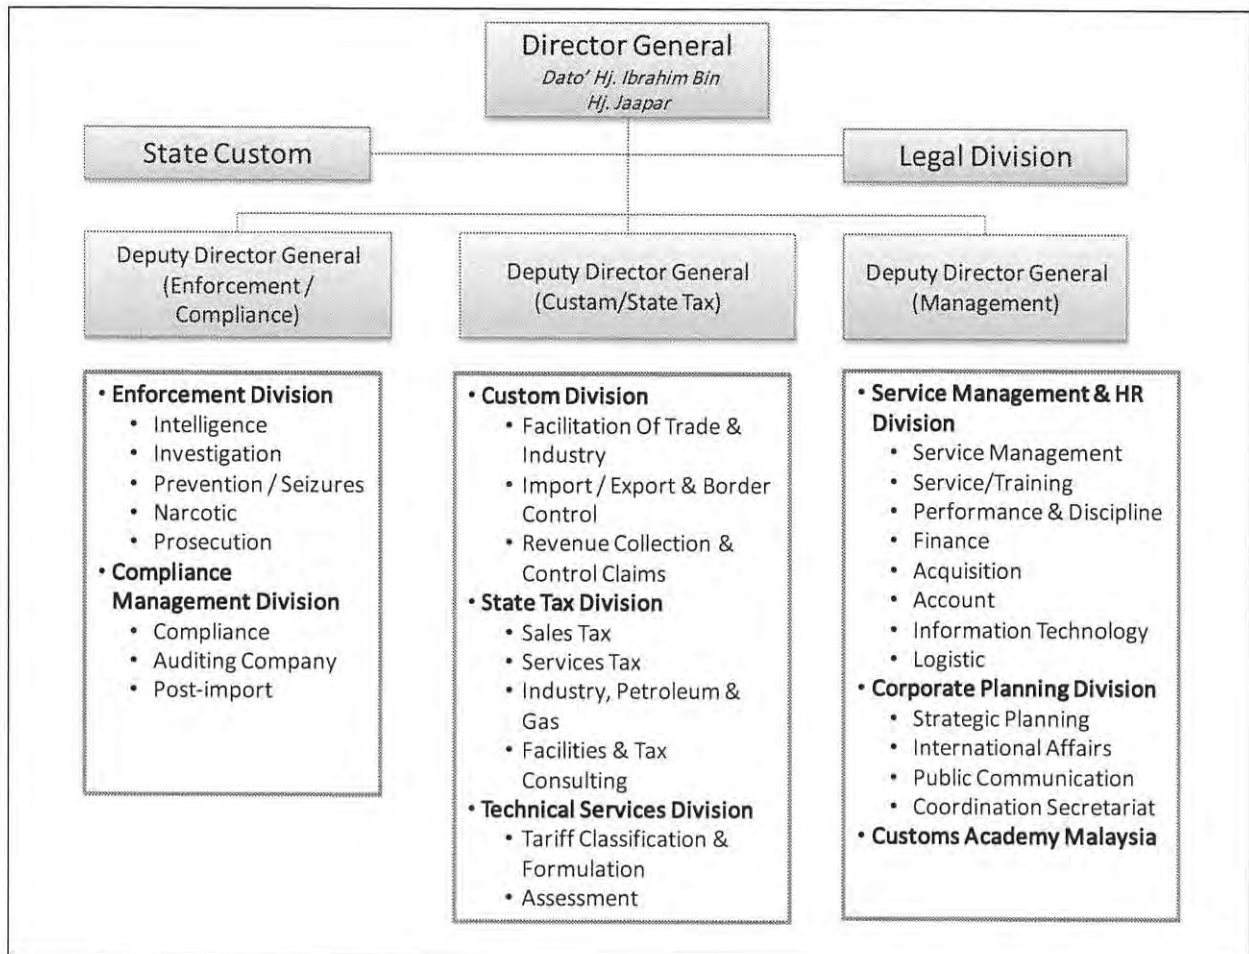 Director General
Dato' Hj. Ibrahim Bin
Hj. Jaapar
State Custom
Legal Division
Deputy Director General
(Enforcement /
Compliance)
Deputy Director General
(Custam/State Tax)
Deputy Director General
(Management)
• Enforcement Division
• Intelligence
• Investigation
• Prevention / Seizures
• Narcotic
• Prosecution
• Compliance
Management Division
• Compliance
• Auditing Company
• Post-import
• Custom Division
• Facilitation Of Trade &
Industry
• Import / Export & Border
Control
• Revenue Collection &
Control Claims
• State Tax Division
• Sales Tax
• Services Tax
• Industry, Petroleum &
Gas
• Facilities & Tax
Consulting
• Technical Services Division
• Tariff Classification &
Formulation
• Assessment
• Service Management & HR
Division
• Service Management
• Service/Training
• Performance & Discipline
• Finance
• Acquisition
• Account
• Information Technology
• Logistic
• Corporate Planning Division
• Strategic Planning
• International Affairs
• Public Communication
• Coordination Secretariat
• Customs Academy Malaysia